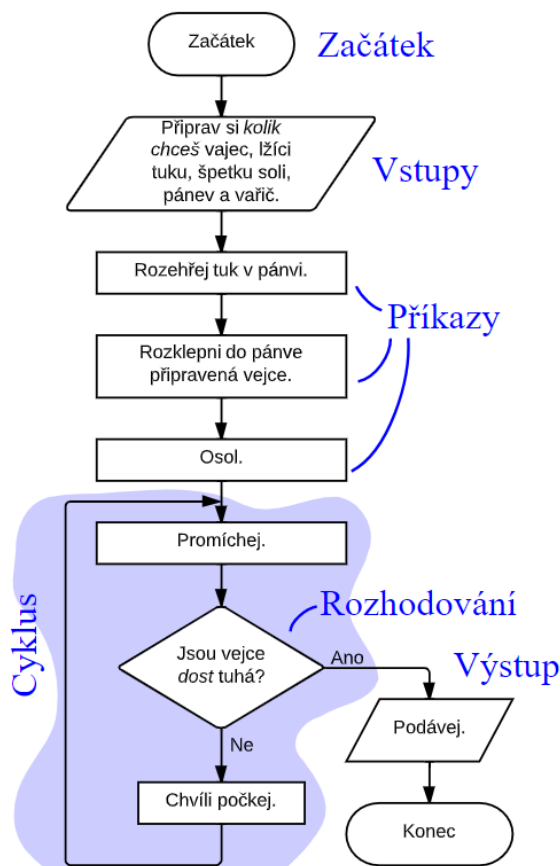 Začátek
Začátek
Připrav si kolik
chceš vajec, lžíci
tuku, špetku soli,
pánev a vařič.
Vstupy
Rozehřej tuk v pánvi.
Příkazy
Rozklepni do pánve
připravená vejce.
Osol.
Promíchej.
Cyklus
Rozhodování
Jsou vejce
dost tuhá?
Ano
Výstup
Ne
Podávej.
Chvíli počkej.
Konec